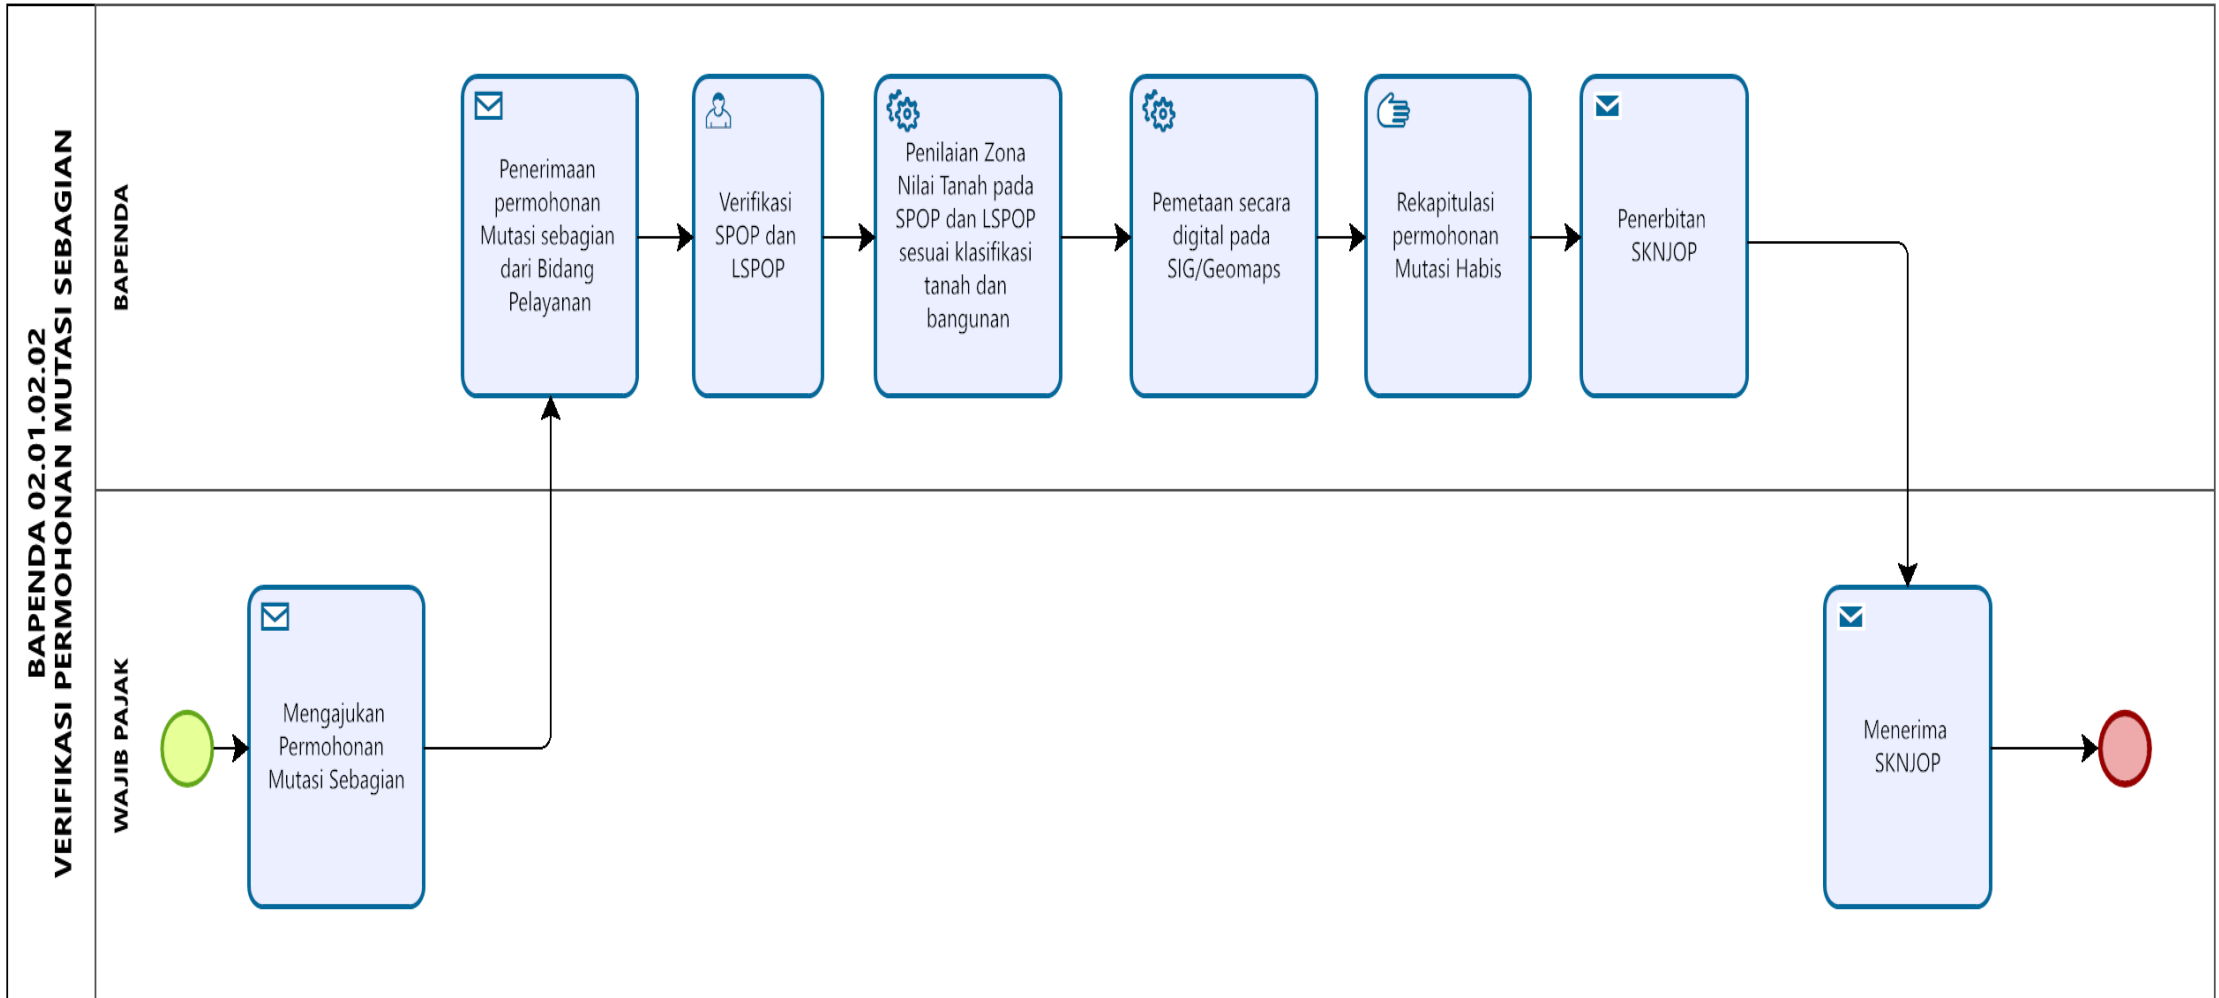 BAPENDA 02.01.02.02
VERIFIKASI PERMOHONAN MUTASI SEBAGIAN
BAPENDA
Penerimaan
permohonan
Mutasi sebagian
dari Bidang
Pelayanan
Verifikasi
SPOP dan
LSPOP
Penilaian Zona
Nilai Tanah pada
SPOP dan LSPOP
sesuai klasifikasi
tanah dan
bangunan
Pemetaan secara
digital pada
SIG/Geomaps
Rekapitulasi
permohonan
Mutasi Habis
Penerbitan
SKNJOP
WAJIB PAJAK
Mengajukan
Permohonan
Mutasi Sebagian
Menerima
SKNJOP